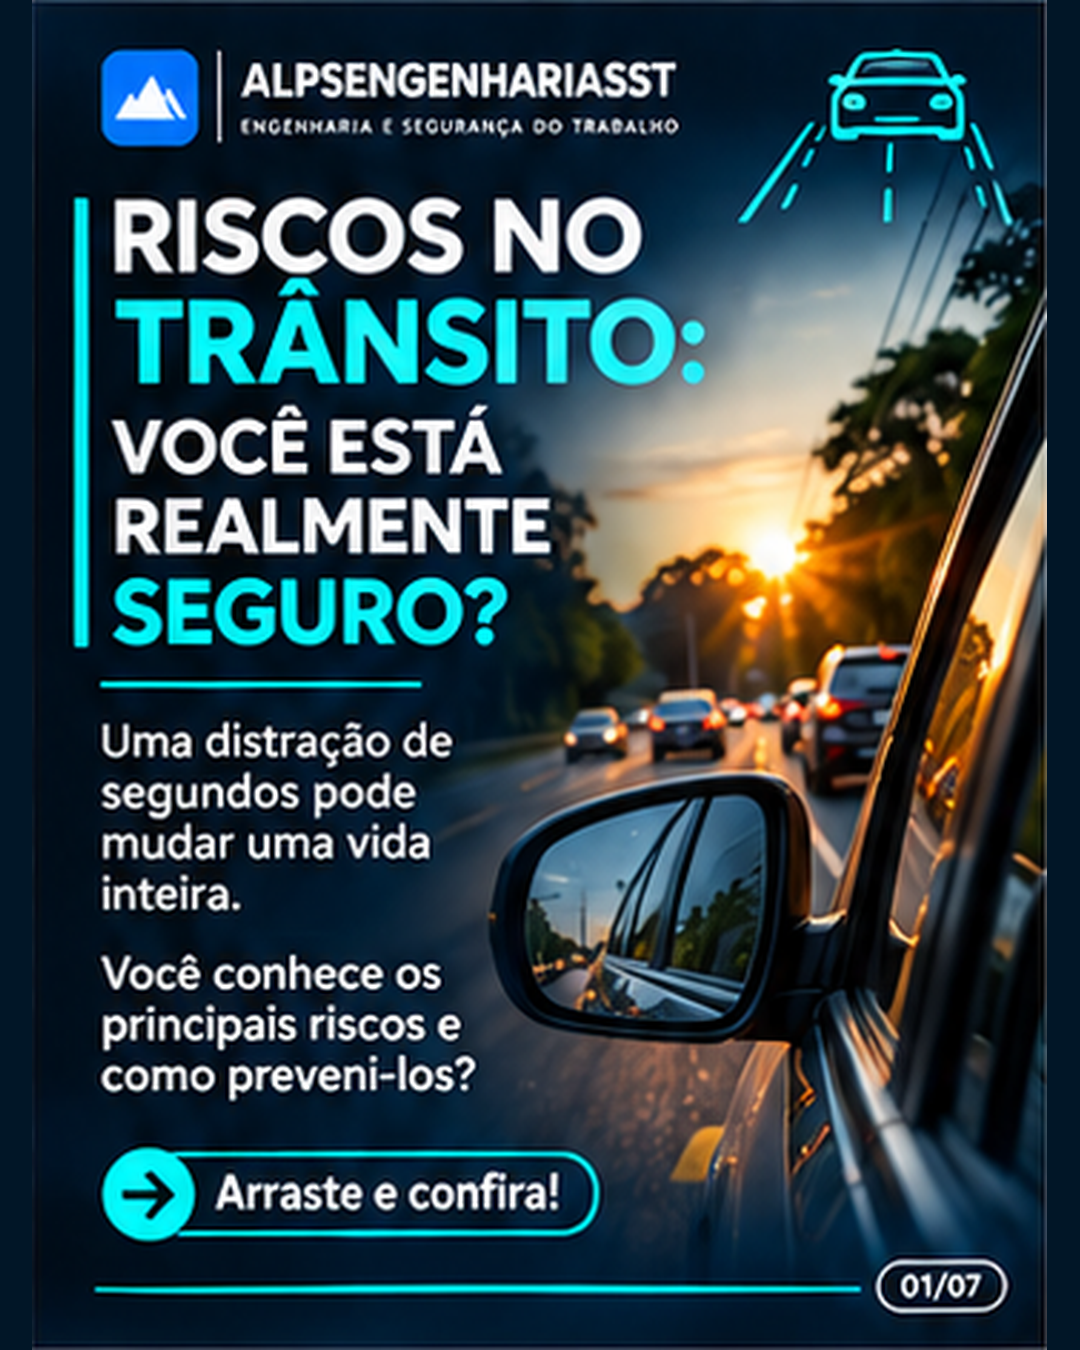 ALPSENGENHARIASST
ENGENHARIA E SEGURANÇA DO TRABALHO
RISCOS NO
TRÂNSITO:
VOCÊ ESTÁ
REALMENTE
SEGURO?
Uma distração de
segundos pode
mudar uma vida
inteira.
Você conhece os
principais riscos e
como preveni-los?
Arraste e confira!
01/07